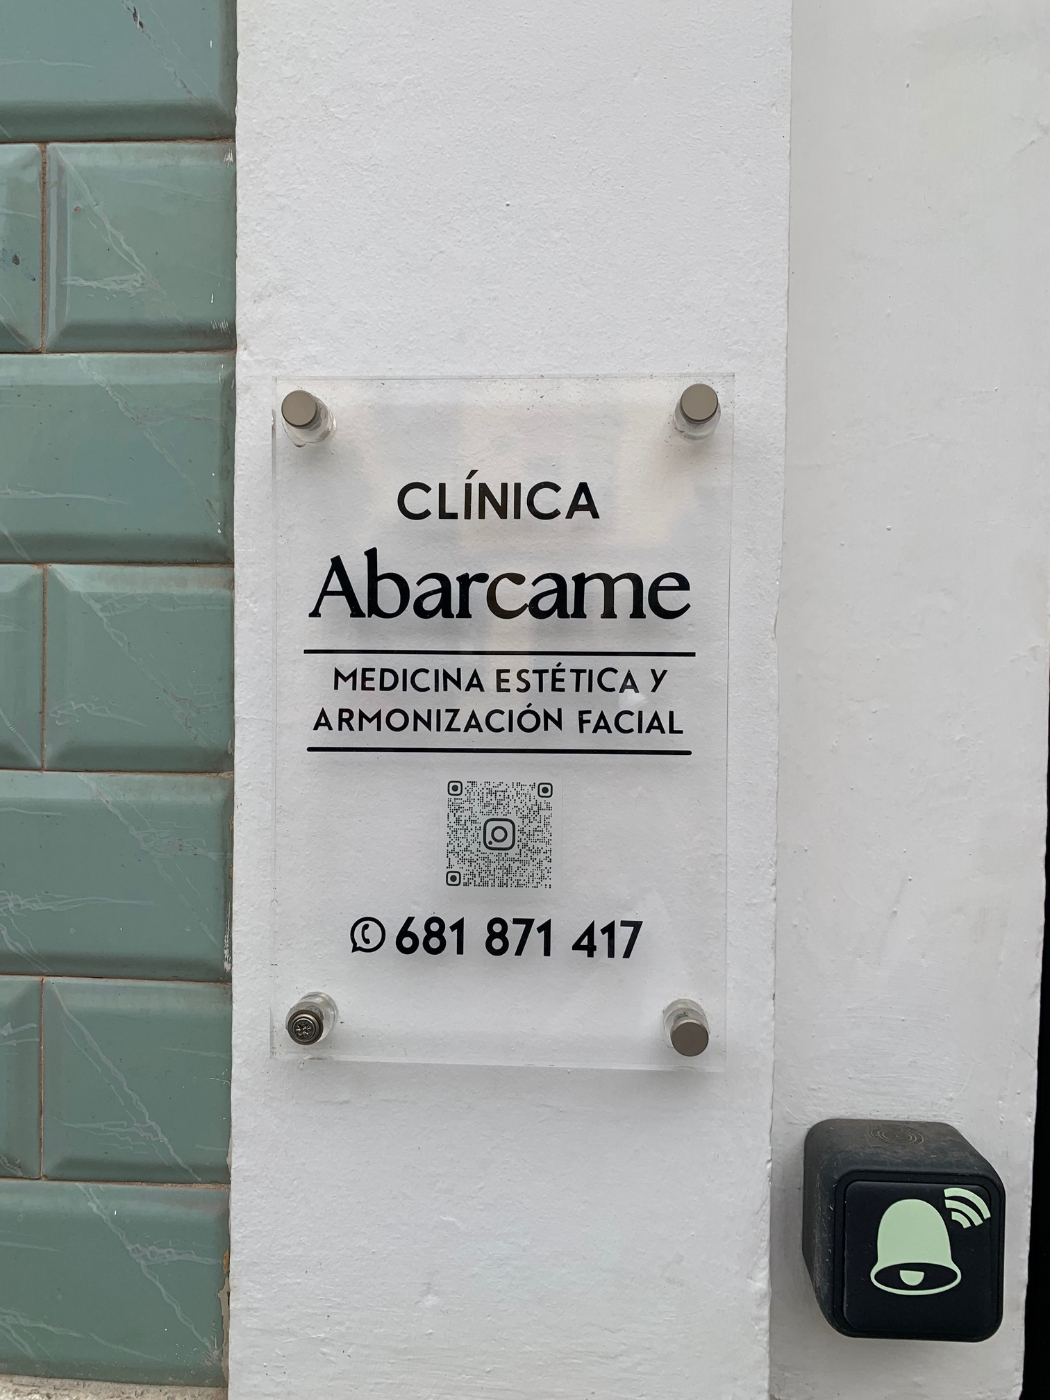 CLÍNICA
Abarcame
MEDICINA ESTÉTICA Y
ARMONIZACIÓN FACIAL
681 871 417